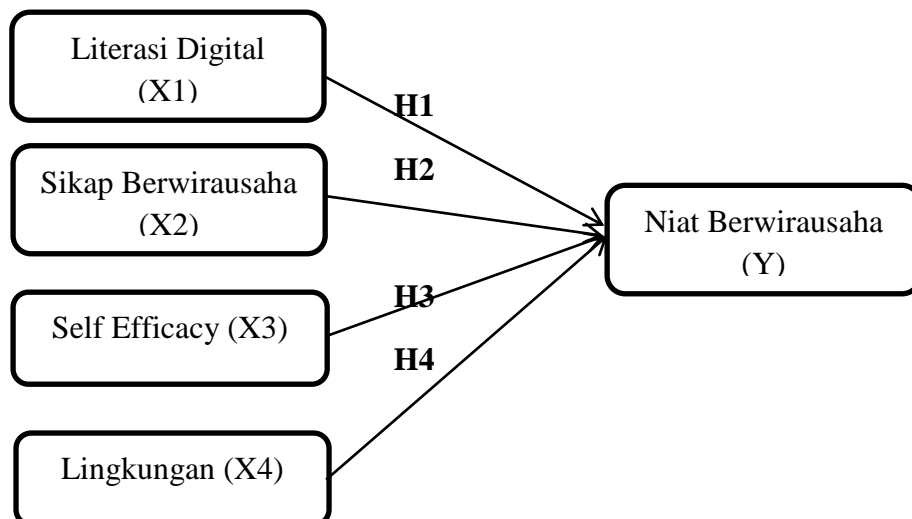 Literasi Digital
(X1)
H1
Sikap Berwirausaha
(X2)
H2
Niat Berwirausaha
(Y)
Self Efficacy (X3)
H3
H4
Lingkungan (X4)